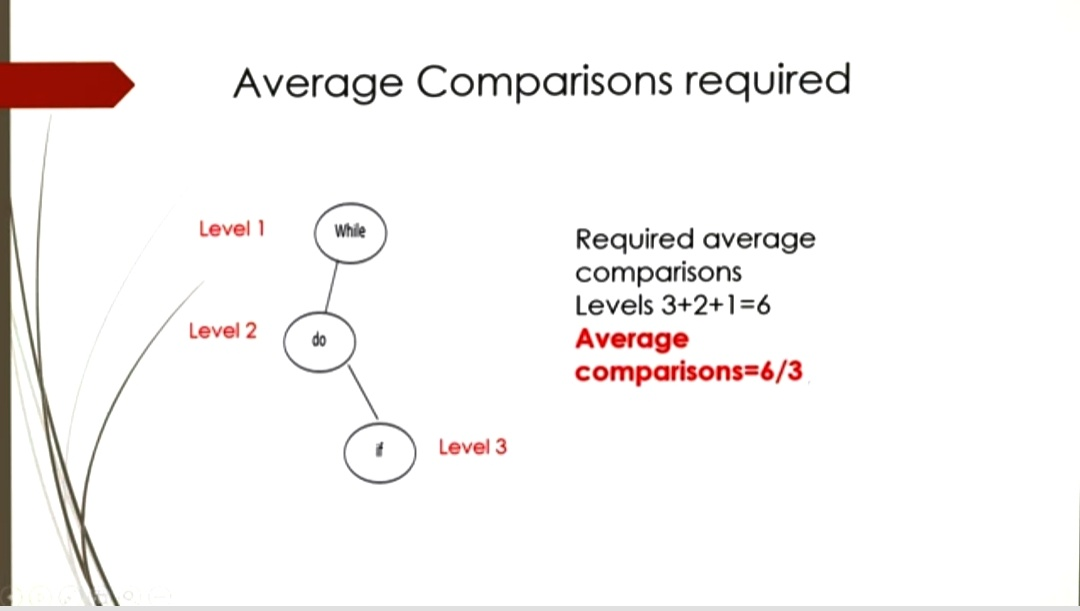 Average Comparisons required
Level 1
While
Required average
comparisons
Levels 3+2+1=6
Average
comparisons=6/3
Level 2
do
if
Level 3